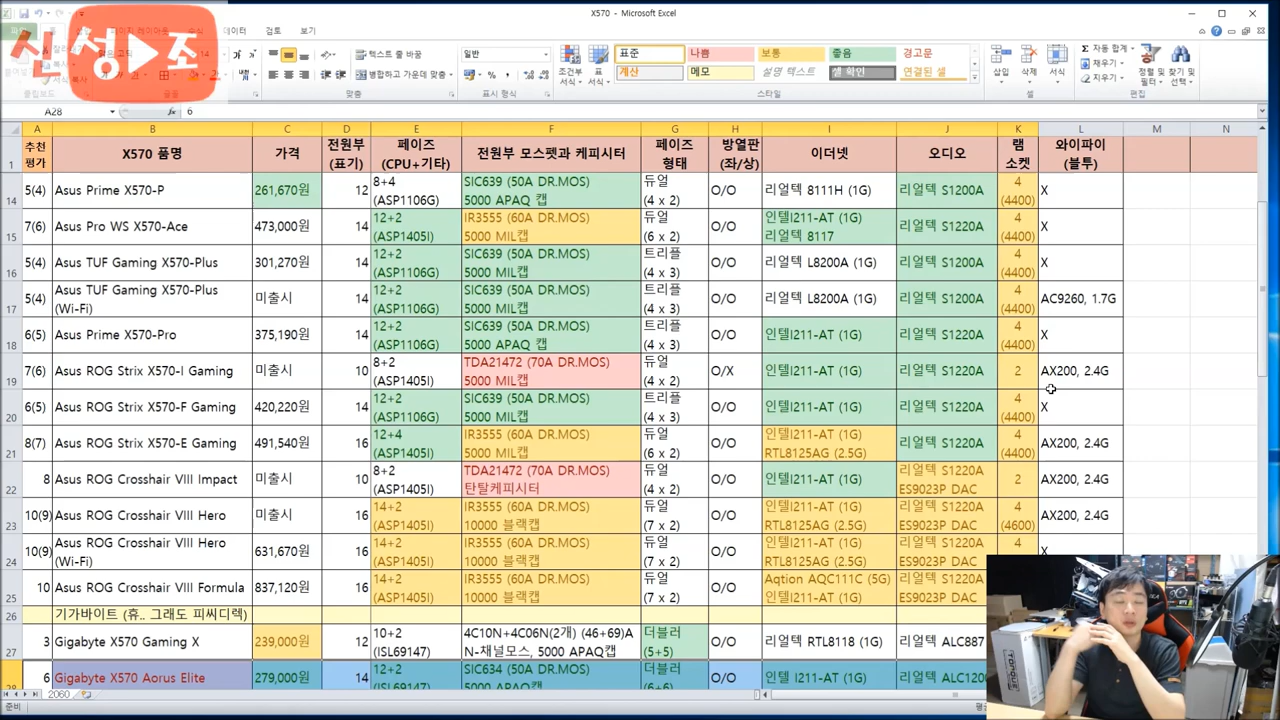 신성조
X570 - Microsoft Excel
데이터 검토 보기
텍스트 줄 바꿈
병합하고 가운데 맞춤
일반
조건부 서식
표 서식
표준 나쁨 보통 좋음 경고문
계산 메모 설명 텍스트 셀 확인 연결된 셀
삽입 삭제 서식
자동 합계
채우기
지우기
정렬 및 필터
찾기 및 선택
맞춤 표시 형식 스타일 셀 편집
A28 fx 6
A B C D E F G H I J K L M N
1 추천 평가 X570 품명 가격 전원부 (표기) 페이즈 (CPU+기타) 전원부 모스펫과 케피시터 페이즈 형태 방열판 (좌/상) 이더넷 오디오 램 소켓 와이파이 (블투)
14 5(4) Asus Prime X570-P 261,670원 12 8+4 (ASP1106G) SIC639 (50A DR.MOS) 5000 APAQ 캡 듀얼 (4 x 2) O/O 리얼텍 8111H (1G) 리얼텍 S1200A 4 (4400) X
15 7(6) Asus Pro WS X570-Ace 473,000원 14 12+2 (ASP1405I) IR3555 (60A DR.MOS) 5000 MIL캡 듀얼 (6 x 2) O/O 인텔I211-AT (1G) 리얼텍 8117 리얼텍 S1200A 4 (4400) X
16 5(4) Asus TUF Gaming X570-Plus 301,270원 14 12+2 (ASP1106G) SIC639 (50A DR.MOS) 5000 MIL캡 트리플 (4 x 3) O/O 리얼텍 L8200A (1G) 리얼텍 S1200A 4 (4400) X
17 5(4) Asus TUF Gaming X570-Plus (Wi-Fi) 미출시 14 12+2 (ASP1106G) SIC639 (50A DR.MOS) 5000 MIL캡 트리플 (4 x 3) O/O 리얼텍 L8200A (1G) 리얼텍 S1200A 4 (4400) AC9260, 1.7G
18 6(5) Asus Prime X570-Pro 375,190원 14 12+2 (ASP1106G) SIC639 (50A DR.MOS) 5000 APAQ 캡 트리플 (4 x 3) O/O 인텔I211-AT (1G) 리얼텍 S1220A 4 (4400) X
19 7(6) Asus ROG Strix X570-I Gaming 미출시 10 8+2 (ASP1405I) TDA21472 (70A DR.MOS) 5000 MIL캡 듀얼 (4 x 2) O/X 인텔I211-AT (1G) 리얼텍 S1220A 2 AX200, 2.4G
20 6(5) Asus ROG Strix X570-F Gaming 420,220원 14 12+2 (ASP1106G) SIC639 (50A DR.MOS) 5000 MIL캡 트리플 (4 x 3) O/O 인텔I211-AT (1G) 리얼텍 S1220A 4 (4400) X
21 8(7) Asus ROG Strix X570-E Gaming 491,540원 16 12+4 (ASP1405I) IR3555 (60A DR.MOS) 5000 MIL캡 듀얼 (6 x 2) O/O 인텔I211-AT (1G) RTL8125AG (2.5G) 리얼텍 S1220A 4 (4400) AX200, 2.4G
22 8 Asus ROG Crosshair VIII Impact 미출시 10 8+2 (ASP1405I) TDA21472 (70A DR.MOS) 탄탈케피시터 듀얼 (4 x 2) O/O 인텔I211-AT (1G) 리얼텍 S1220A ES9023P DAC 2 AX200, 2.4G
23 10(9) Asus ROG Crosshair VIII Hero 미출시 16 14+2 (ASP1405I) IR3555 (60A DR.MOS) 10000 블랙캡 듀얼 (7 x 2) O/O 인텔I211-AT (1G) RTL8125AG (2.5G) 리얼텍 S1220A ES9023P DAC 4 (4600) AX200, 2.4G
24 10(9) Asus ROG Crosshair VIII Hero (Wi-Fi) 631,670원 16 14+2 (ASP1405I) IR3555 (60A DR.MOS) 10000 블랙캡 듀얼 (7 x 2) O/O 인텔I211-AT (1G) RTL8125AG (2.5G) 리얼텍 S1220A ES9023P DAC 4 X
25 10 Asus ROG Crosshair VIII Formula 837,120원 16 14+2 (ASP1405I) IR3555 (60A DR.MOS) 10000 블랙캡 듀얼 (7 x 2) O/O Aqtion AQC111C (5G) 인텔I211-AT (1G) 리얼텍 S1220A ES9023P DAC
26 기가바이트 (휴.. 그래도 피씨디렉)
27 3 Gigabyte X570 Gaming X 239,000원 12 10+2 (ISL69147) 4C10N+4C06N(2개) (46+69)A N-채널모스, 5000 APAQ캡 더블러 (5+5) O/O 리얼텍 RTL8118 (1G) 리얼텍 ALC887
28 6 Gigabyte X570 Aorus Elite 279,000원 14 12+2 (ISL69147) SIC634 (50A DR.MOS) 5000 APAQ캡 더블러 (6+6) O/O 인텔 I211-AT (1G) 리얼텍 ALC1200
2060
준비